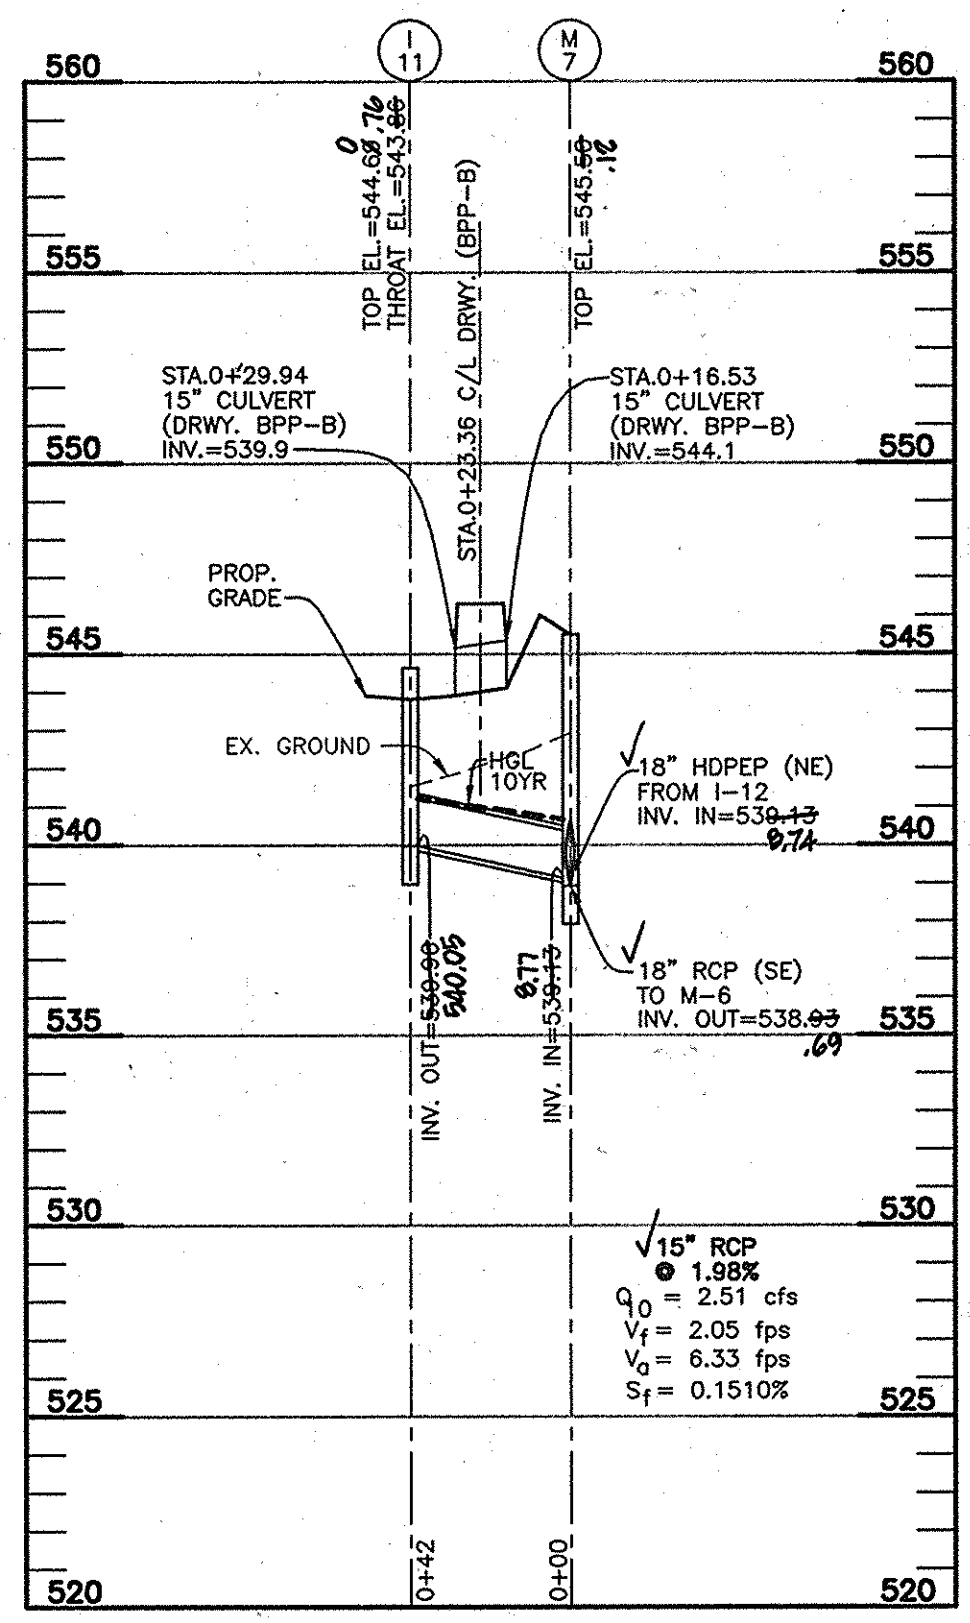 I
11
M
7
560
560
TOP EL.=544.68
0
THROAT EL.=543.86
.76
STA.0+23.36 C/L DRWY. (BPP-B)
TOP EL.=545.50
.21
555
555
STA.0+29.94
15" CULVERT
(DRWY. BPP-B)
INV.=539.9
STA.0+16.53
15" CULVERT
(DRWY. BPP-B)
INV.=544.1
550
550
PROP.
GRADE
545
545
EX. GROUND
HGL
10YR
18" HDPEP (NE)
FROM I-12
INV. IN=539.13
8.74
540
540
INV. OUT=539.96
540.05
INV. IN=539.13
8.77
18" RCP (SE)
TO M-6
INV. OUT=538.93
.69
535
535
530
530
15" RCP
@ 1.98%
Q10 = 2.51 cfs
Vf = 2.05 fps
Va = 6.33 fps
Sf = 0.1510%
525
525
0+42
0+00
520
520